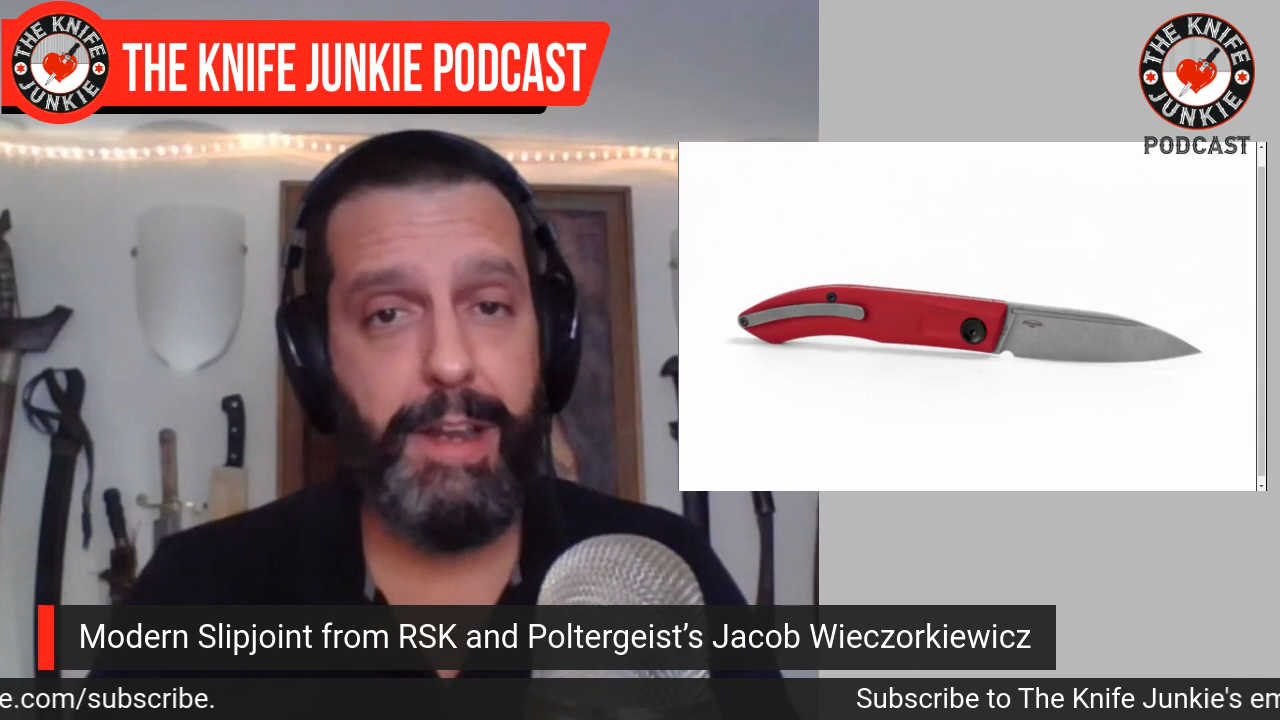 THE KNIFE JUNKIE
THE KNIFE JUNKIE PODCAST
THE KNIFE JUNKIE
PODCAST
Modern Slipjoint from RSK and Poltergeist’s Jacob Wieczorkiewicz
e.com/subscribe.
Subscribe to The Knife Junkie's em